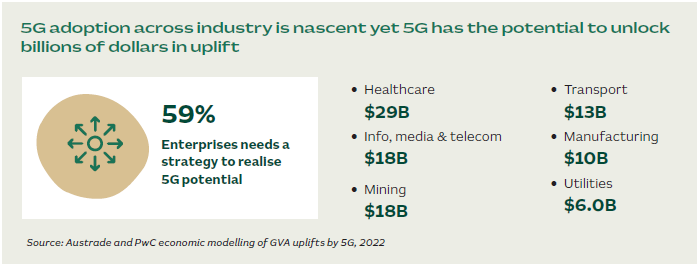 5G adoption across industry is nascent yet 5G has the potential to unlock
billions of dollars in uplift
59%
Enterprises needs a
strategy to realise
5G potential
• Healthcare
$29B
• Info, media & telecom
$18B
• Mining
$18B
• Transport
$13B
• Manufacturing
$10B
• Utilities
$6.0B
Source: Austrade and PwC economic modelling of GVA uplifts by 5G, 2022